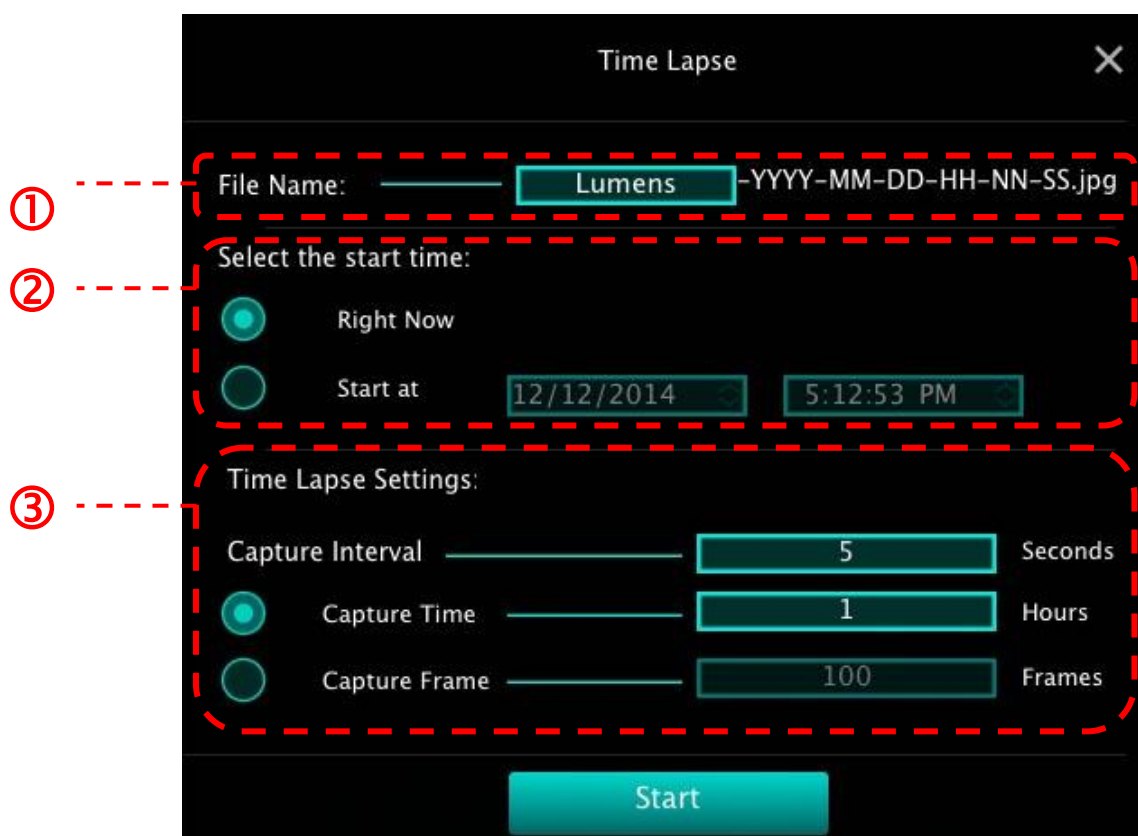 Time Lapse
① File Name: Lumens -YYYY-MM-DD-HH-NN-SS.jpg
② Select the start time:
Right Now
Start at 12/12/2014 5:12:53 PM
③ Time Lapse Settings:
Capture Interval 5 Seconds
Capture Time 1 Hours
Capture Frame 100 Frames
Start